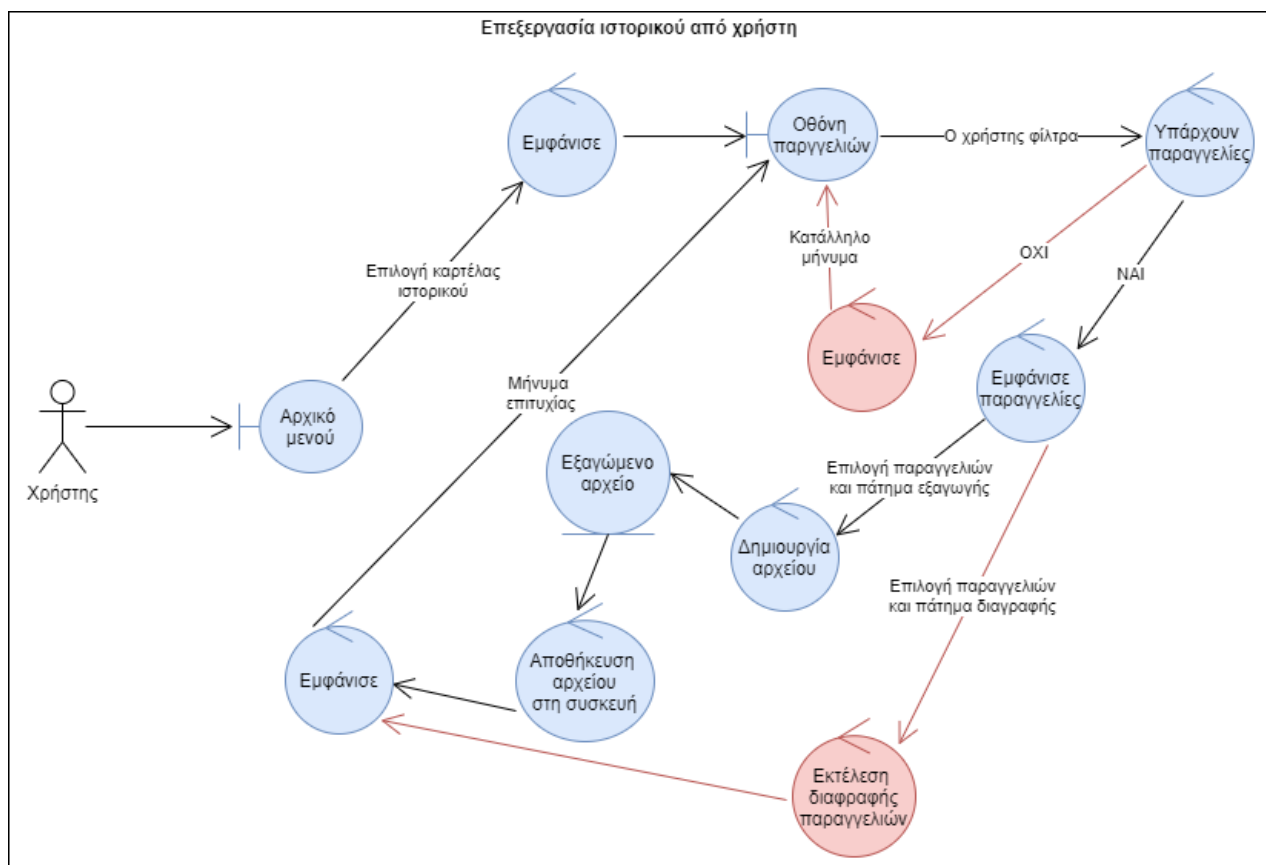 Επεξεργασία ιστορικού από χρήστη
Εμφάνισε
Οθόνη
παργγελιών
Ο χρήστης φίλτρα
Υπάρχουν
παραγγελίες
Επιλογή καρτέλας
ιστορικού
Κατάλληλο
μήνυμα
ΟΧΙ
ΝΑΙ
Εμφάνισε
Εμφάνισε
παραγγελίες
Μήνυμα
επιτυχίας
Αρχικό
μενού
Χρήστης
Εξαγώμενο
αρχείο
Επιλογή παραγγελιών
και πάτημα εξαγωγής
Δημιουργία
αρχείου
Επιλογή παραγγελιών
και πάτημα διαγραφής
Εμφάνισε
Αποθήκευση
αρχείου
στη συσκευή
Εκτέλεση
διαφραφής
παραγγελιών